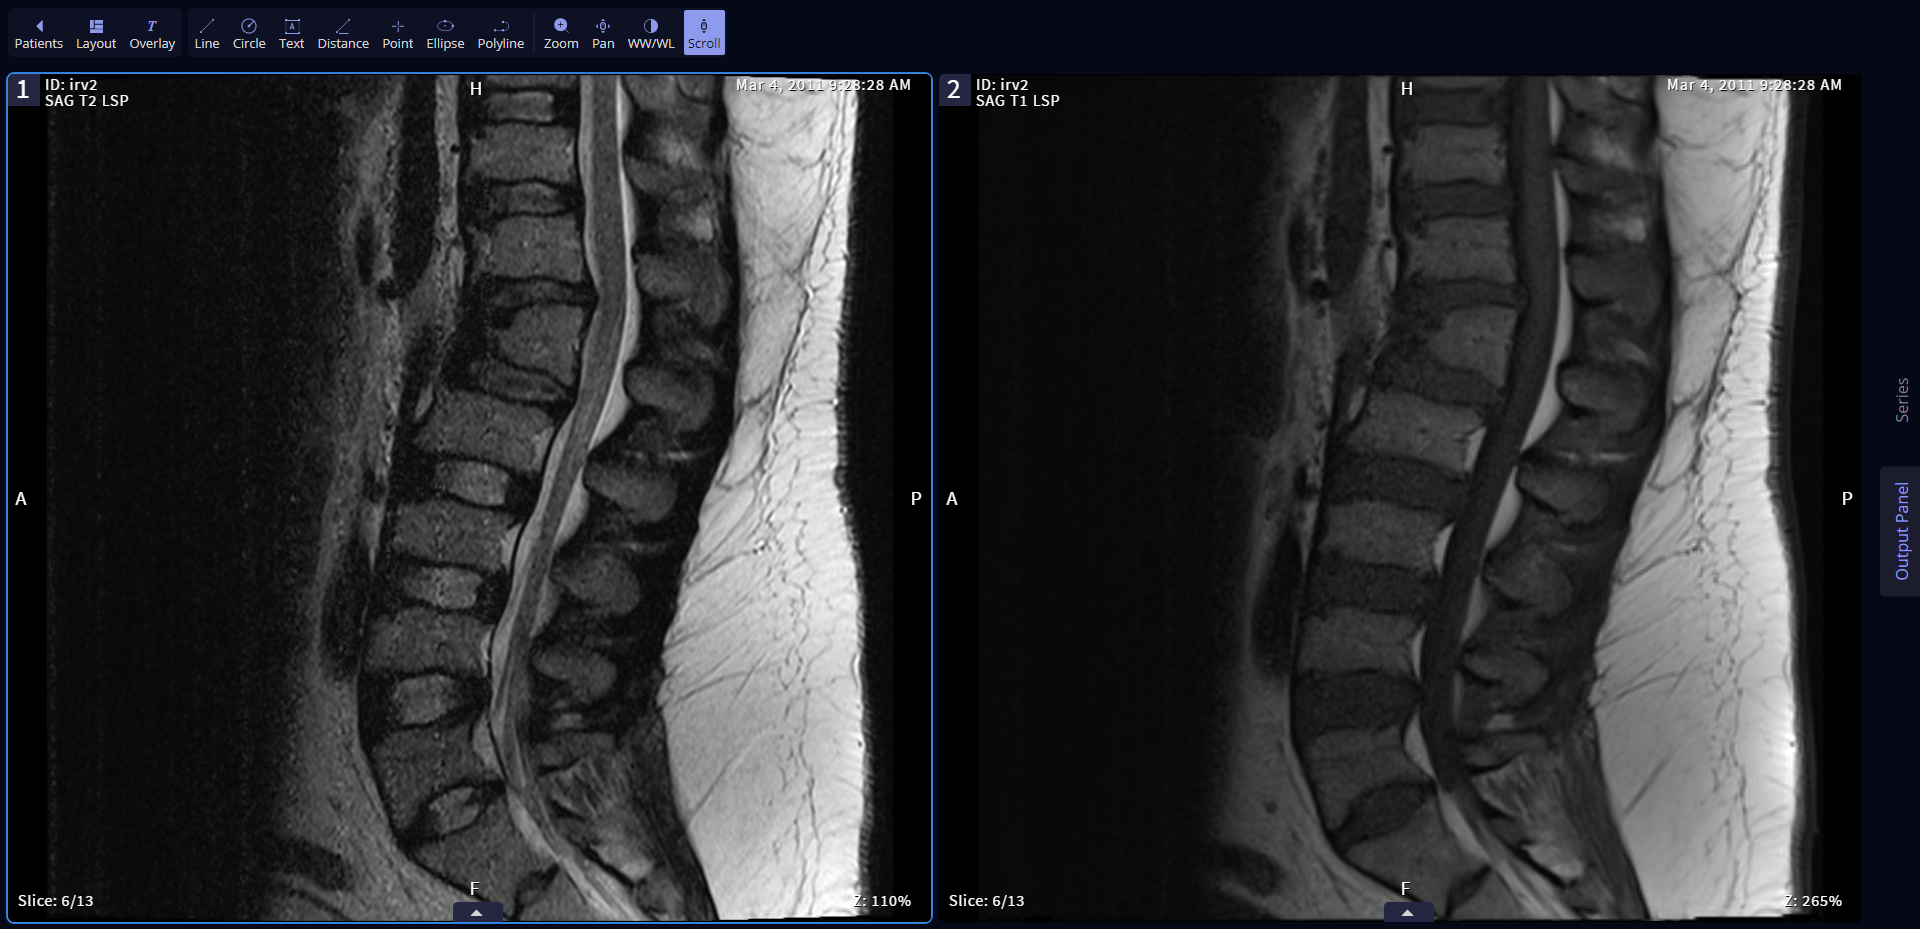 Patients Layout Overlay Line Circle Text Distance Point Ellipse Polyline Zoom Pan WW/WL Scroll
1
ID: irv2
SAG T2 LSP
H
Mar 4, 2011 9:28:28 AM
A
P
F
Slice: 6/13
Z: 110%
2
ID: irv2
SAG T1 LSP
H
Mar 4, 2011 9:28:28 AM
A
P
F
Slice: 6/13
Z: 265%
Series
Output Panel